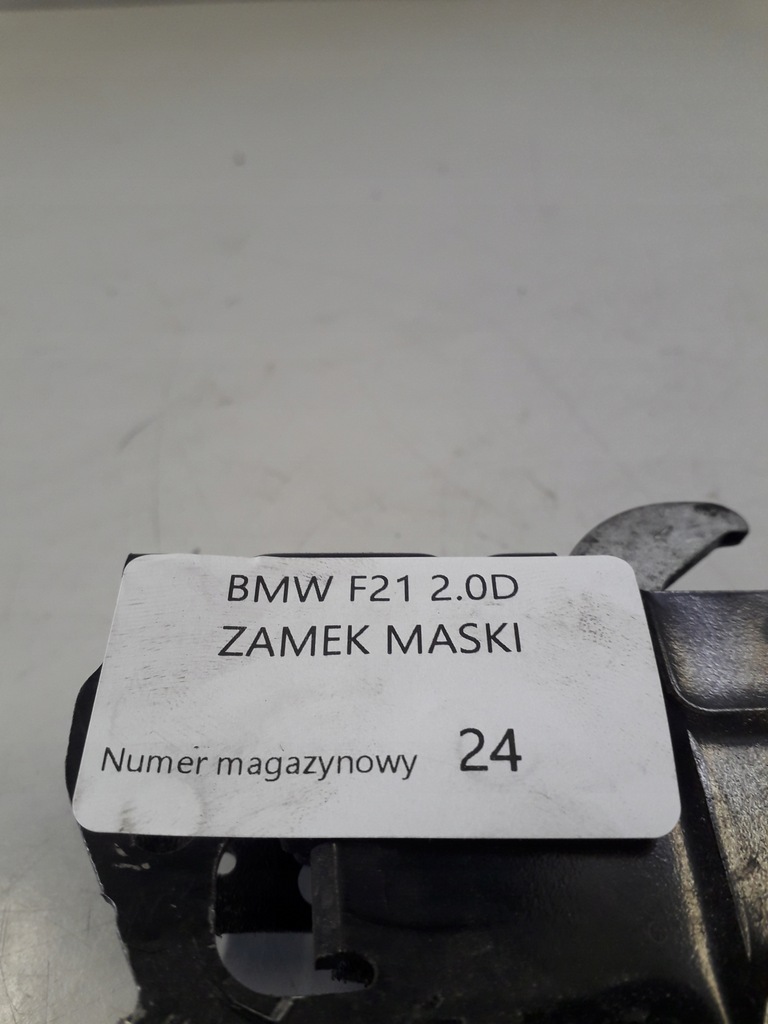 BMW F21 2.0D
ZAMEK MASKI
Numer magazynowy 24